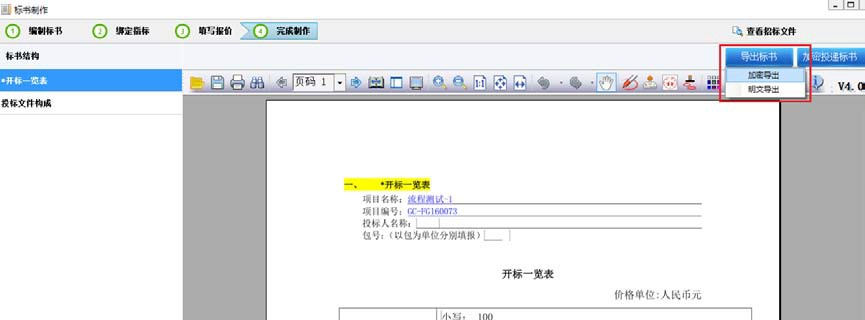 标书制作
1 编制标书 2 绑定指标 3 填写报价 4 完成制作 查看招标文件
标书结构 导出标书 加密投递标书
*开标一览表 加密导出
页码 1 1:1 V4.0
投标文件构成 明文导出
一、 *开标一览表
项目名称：流程测试-1
项目编号：GC-FG160073
投标人名称：
包号：（以包为单位分别填报）
开标一览表
价格单位:人民币元
小写： 100